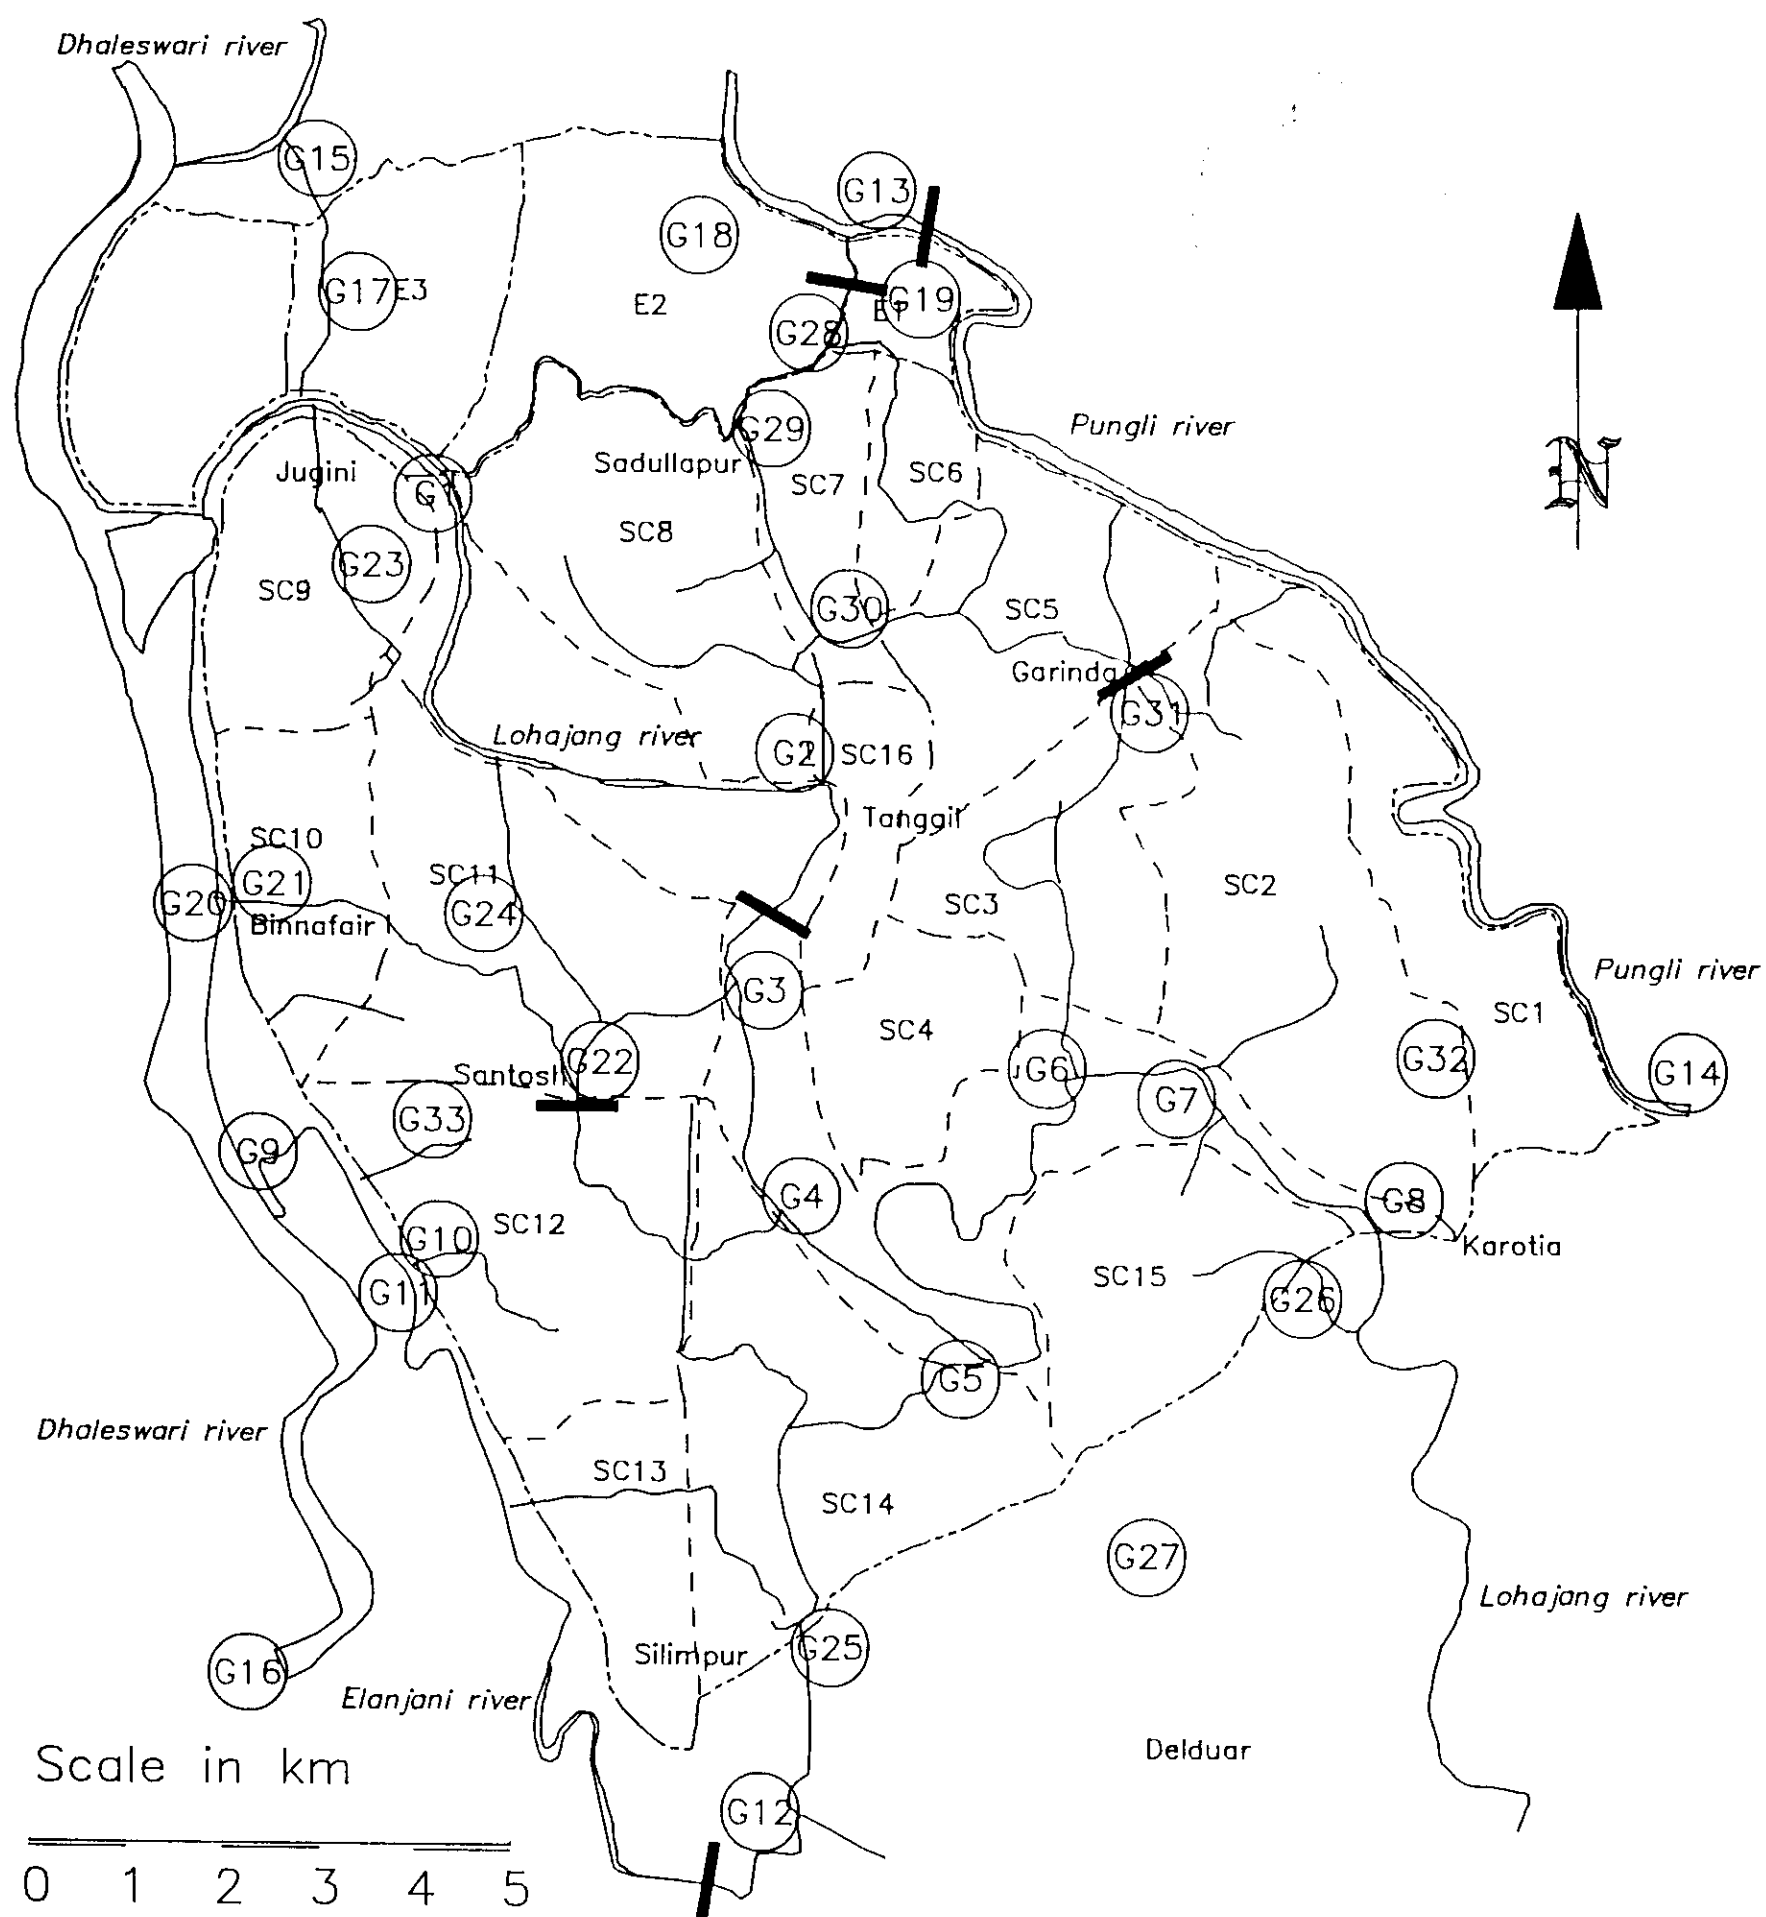 Dhaleswari river
G15
G13
G18
G17
E3
E2
G19
E1
G28
Pungli river
G29
N
Jugini
Sadullapur
SC7
SC6
G1
SC8
G23
SC9
G30
SC5
Garinda
G31
Lohajang river
G2
SC16
Tanggil
SC10
SC11
G21
G20
G24
SC3
SC2
Binnafair
Pungli river
G3
SC4
SC1
G22
G6
G32
G14
Santosh
G33
G7
G9
G4
G8
SC12
G10
Karotia
SC15
G11
G26
G5
Dhaleswari river
SC13
SC14
G27
Lohajang river
Silimpur
G25
G16
Elanjani river
Delduar
Scale in km
G12
0 1 2 3 4 5